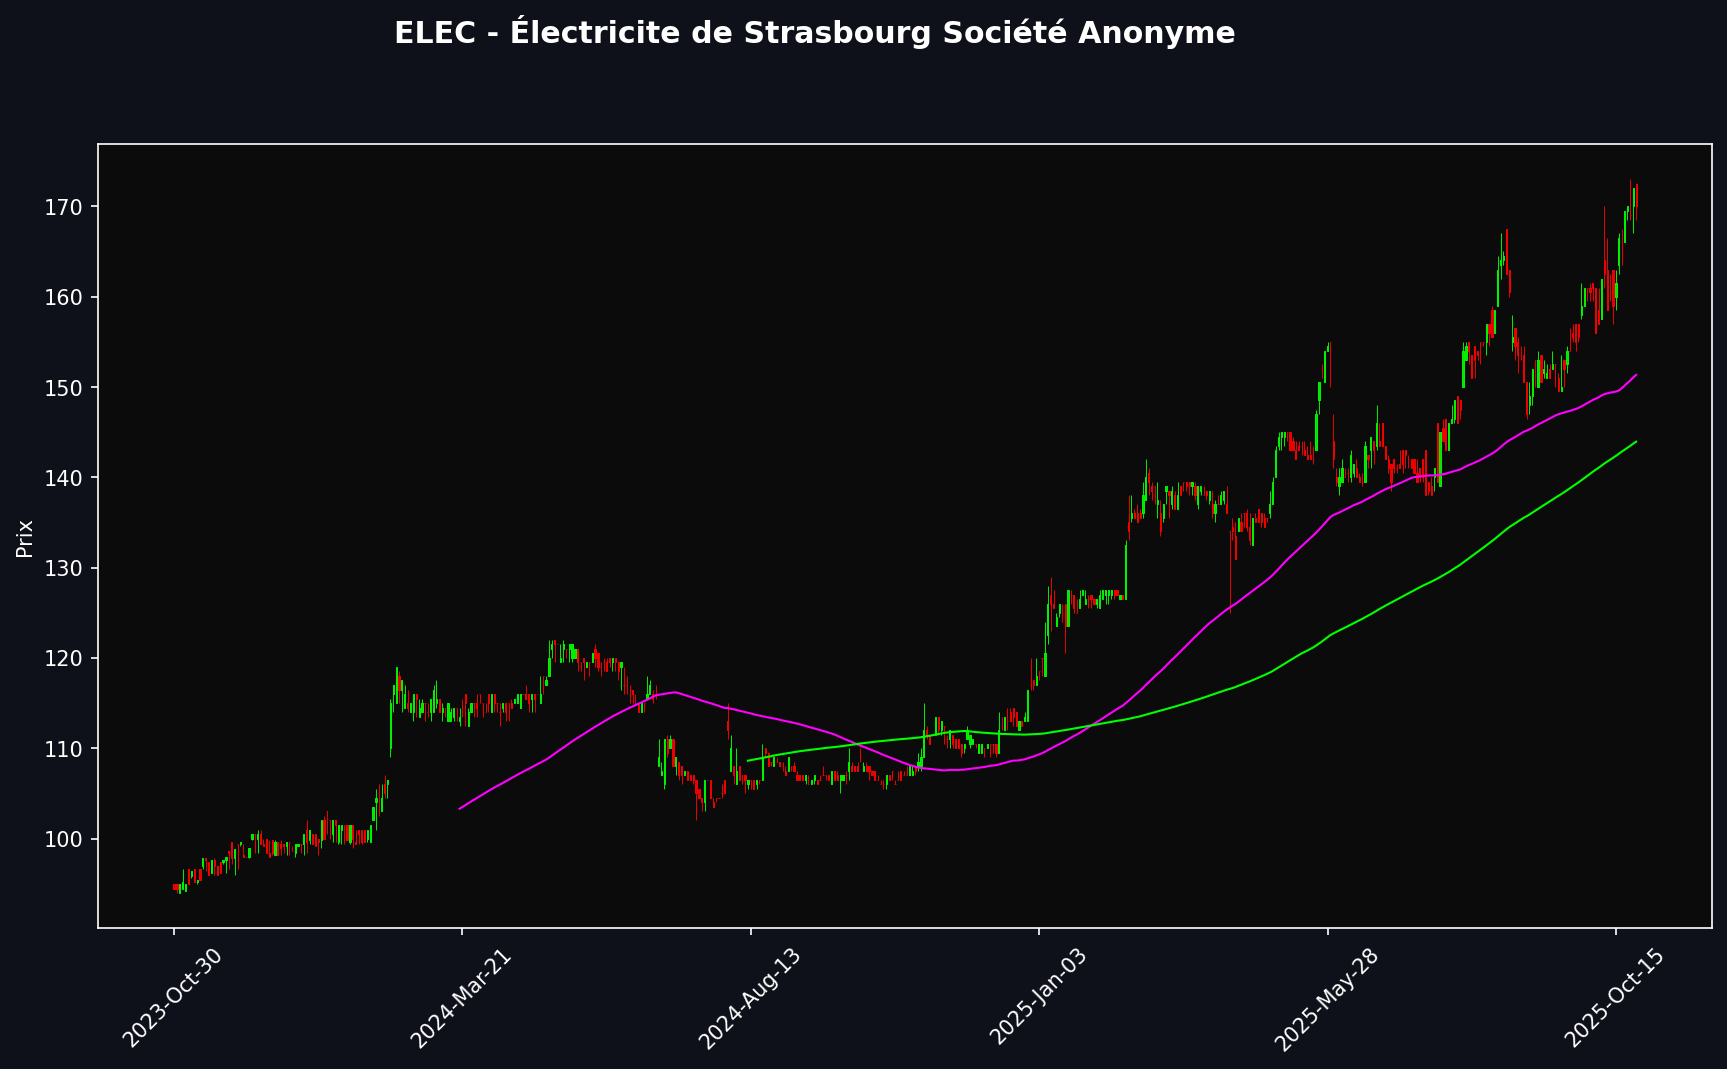 ELEC - Électricite de Strasbourg Société Anonyme
Prix
170
160
150
140
130
120
110
100
2023-Oct-30
2024-Mar-21
2024-Aug-13
2025-Jan-03
2025-May-28
2025-Oct-15